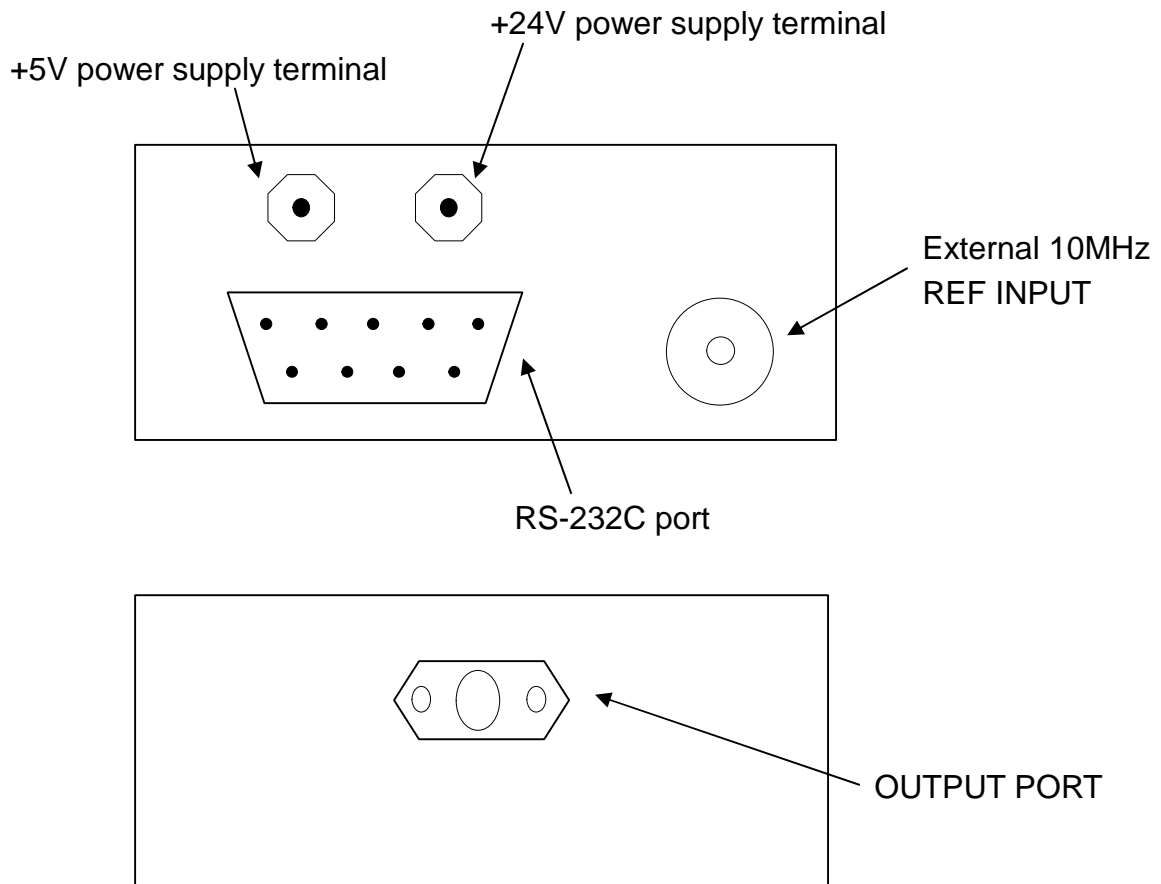 +24V power supply terminal
+5V power supply terminal
External 10MHz
REF INPUT
RS-232C port
OUTPUT PORT